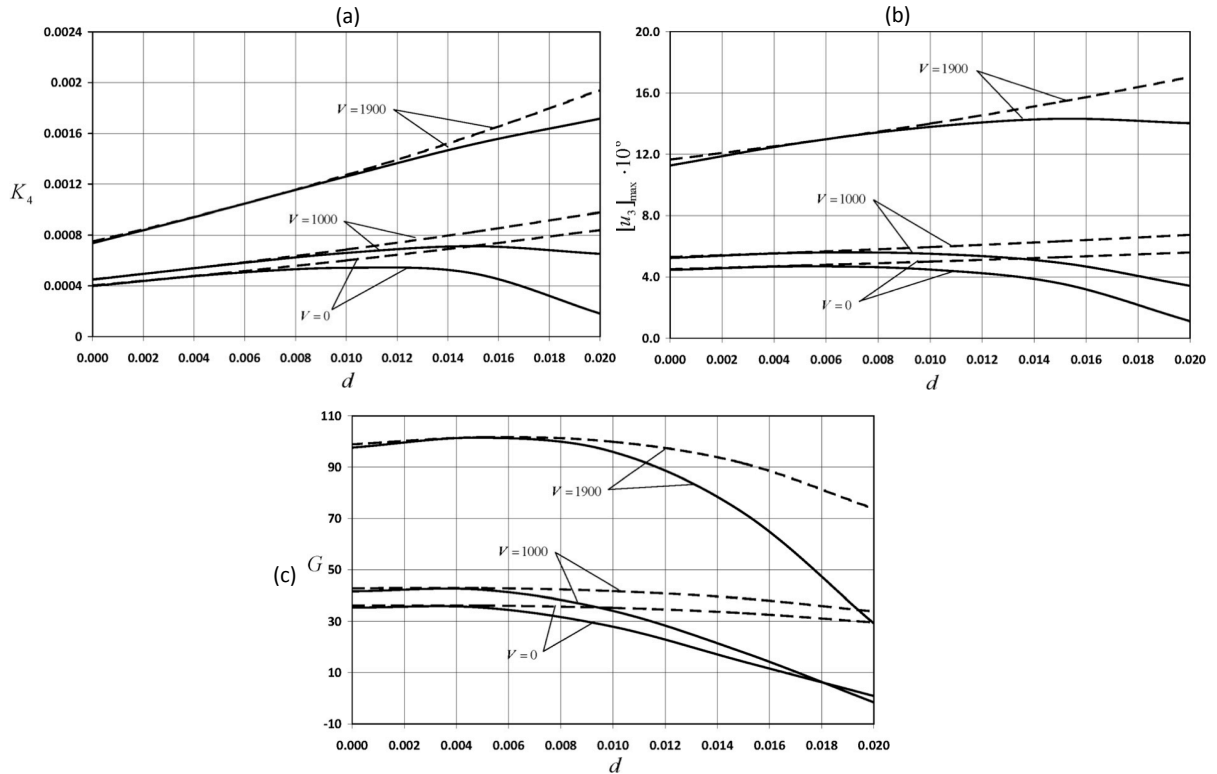 (a)
0.0024
0.002
0.0016
0.0012
0.0008
0.0004
0
K4
V = 1900
V = 1000
V = 0
0.000 0.002 0.004 0.006 0.008 0.010 0.012 0.014 0.016 0.018 0.020
d
(b)
20.0
16.0
12.0
8.0
4.0
0.0
[u3]max · 10⁶
V = 1900
V = 1000
V = 0
0.000 0.002 0.004 0.006 0.008 0.010 0.012 0.014 0.016 0.018 0.020
d
(c)
110
90
70
50
30
10
-10
G
V = 1900
V = 1000
V = 0
0.000 0.002 0.004 0.006 0.008 0.010 0.012 0.014 0.016 0.018 0.020
d